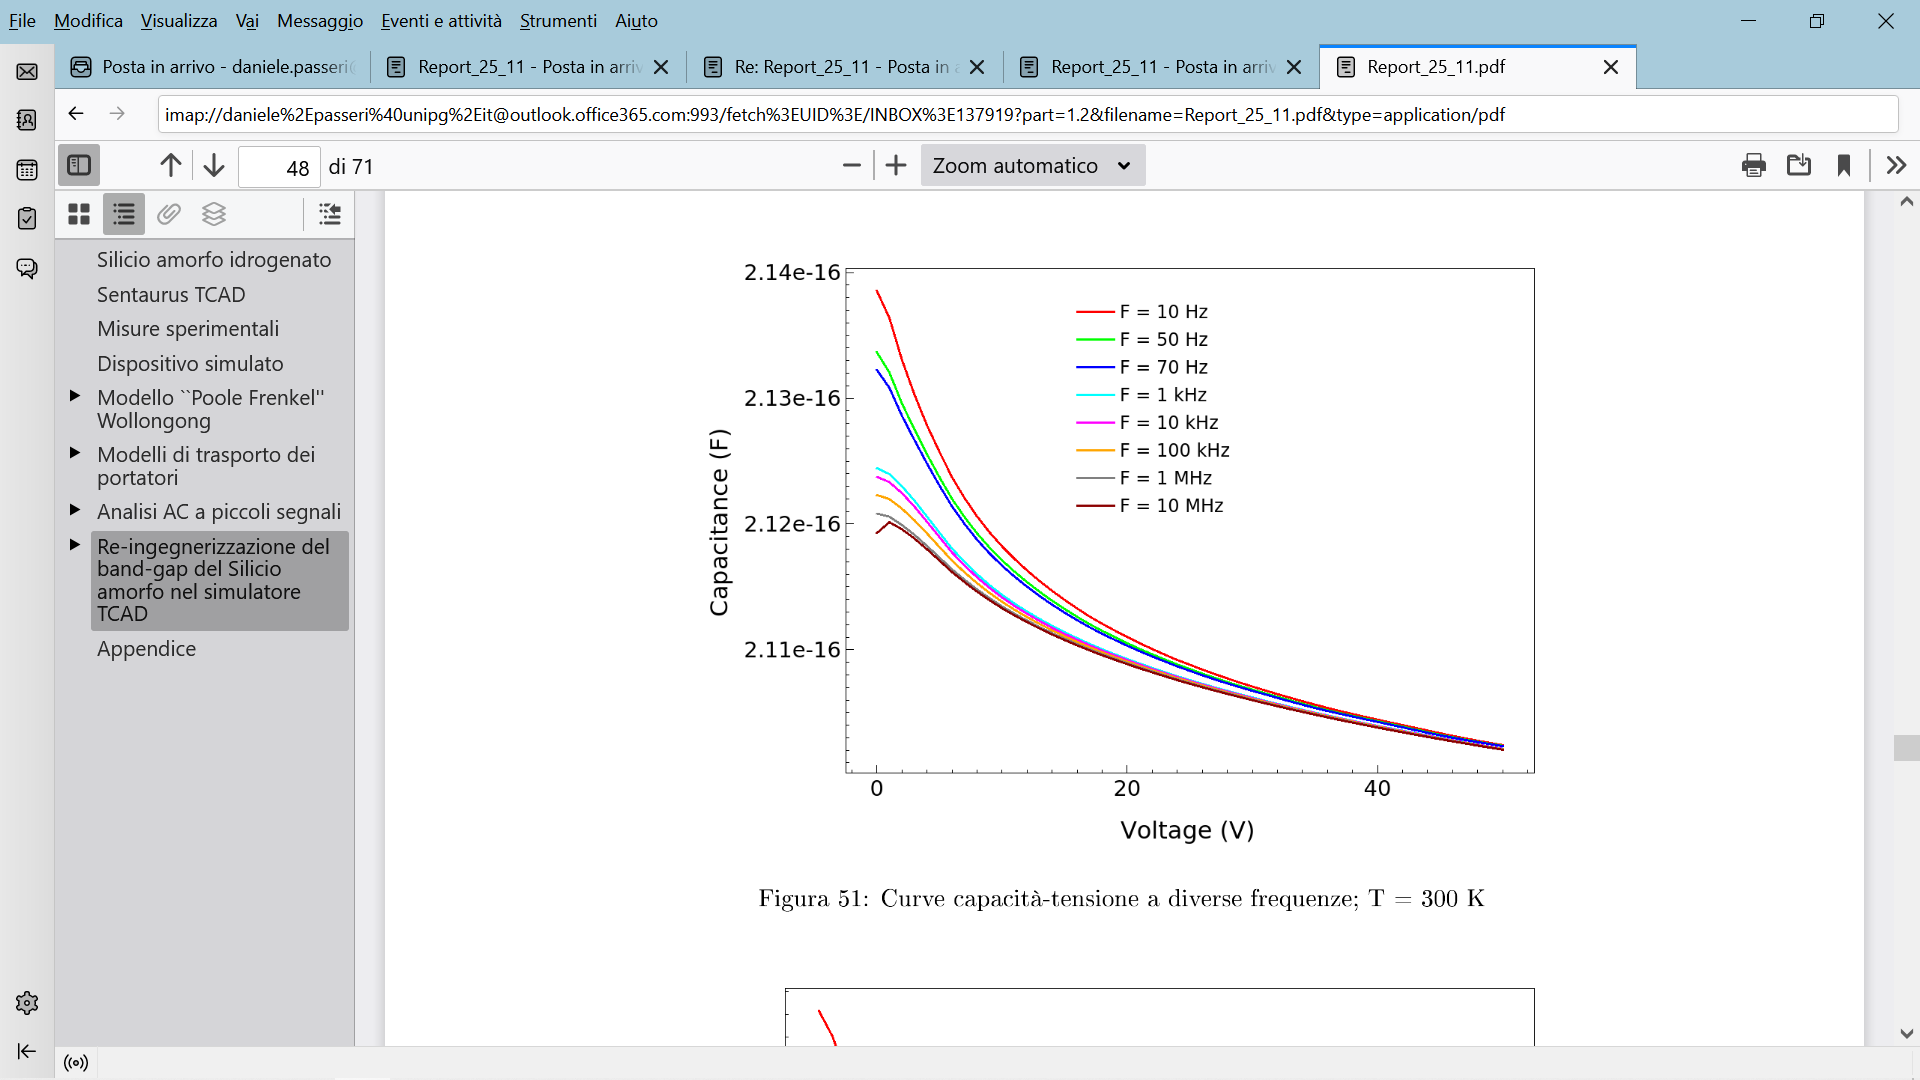 File Modifica Visualizza Vai Messaggio Eventi e attività Strumenti Aiuto
Posta in arrivo - daniele.passeri
Report_25_11 - Posta in arriv
Re: Report_25_11 - Posta in a
Report_25_11 - Posta in arriv
Report_25_11.pdf
imap://daniele%2Epasseri%40unipg%2Eit@outlook.office365.com:993/fetch%3EUID%3E/INBOX%3E137919?part=1.2&filename=Report_25_11.pdf&type=application/pdf
48 di 71
Zoom automatico
Silicio amorfo idrogenato
Sentaurus TCAD
Misure sperimentali
Dispositivo simulato
Modello ``Poole Frenkel''
Wollongong
Modelli di trasporto dei
portatori
Analisi AC a piccoli segnali
Re-ingegnerizzazione del
band-gap del Silicio
amorfo nel simulatore
TCAD
Appendice
2.14e-16
2.13e-16
2.12e-16
2.11e-16
Capacitance (F)
F = 10 Hz
F = 50 Hz
F = 70 Hz
F = 1 kHz
F = 10 kHz
F = 100 kHz
F = 1 MHz
F = 10 MHz
0 20 40
Voltage (V)
Figura 51: Curve capacità-tensione a diverse frequenze; T = 300 K